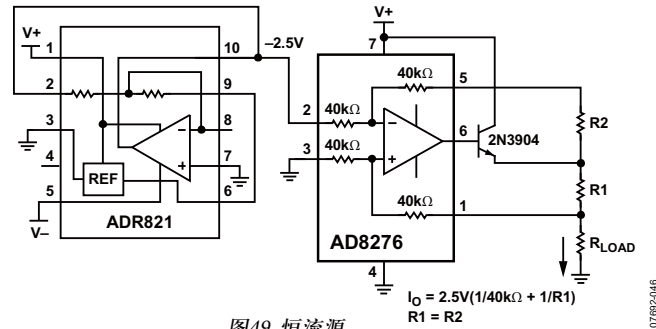 V+
1
2
3
4
5
10
9
8
7
6
REF
V–
ADR821
–2.5V
V+
7
2
3
40kΩ
40kΩ
40kΩ
40kΩ
5
6
1
4
AD8276
2N3904
R2
R1
RLOAD
IO = 2.5V(1/40kΩ + 1/R1)
R1 = R2
图49. 恒流源
07692-046